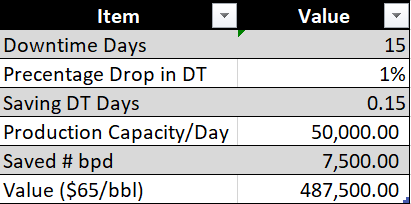 Item Value
Downtime Days 15
Precentage Drop in DT 1%
Saving DT Days 0.15
Production Capacity/Day 50,000.00
Saved # bpd 7,500.00
Value ($65/bbl) 487,500.00